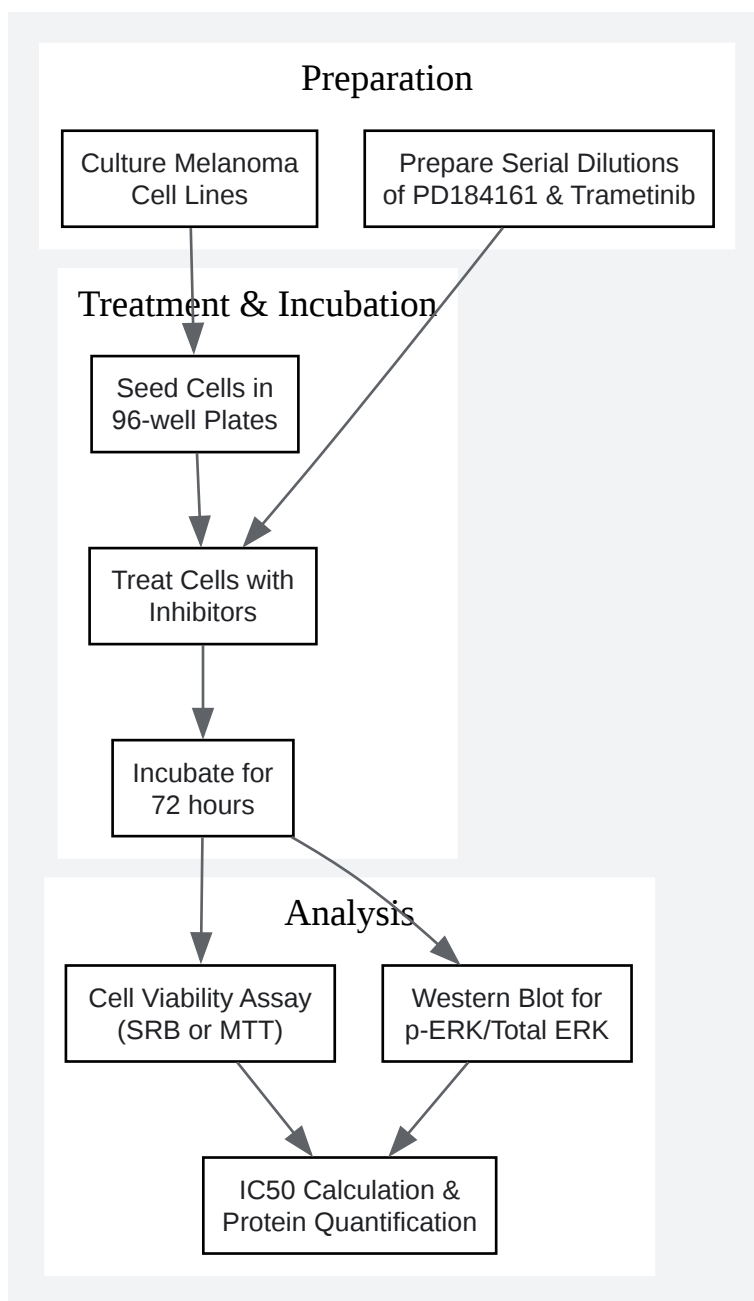 Preparation
Culture Melanoma
Cell Lines
Prepare Serial Dilutions
of PD184161 & Trametinib
Treatment & Incubation
Seed Cells in
96-well Plates
Treat Cells with
Inhibitors
Incubate for
72 hours
Analysis
Cell Viability Assay
(SRB or MTT)
Western Blot for
p-ERK/Total ERK
IC50 Calculation &
Protein Quantification